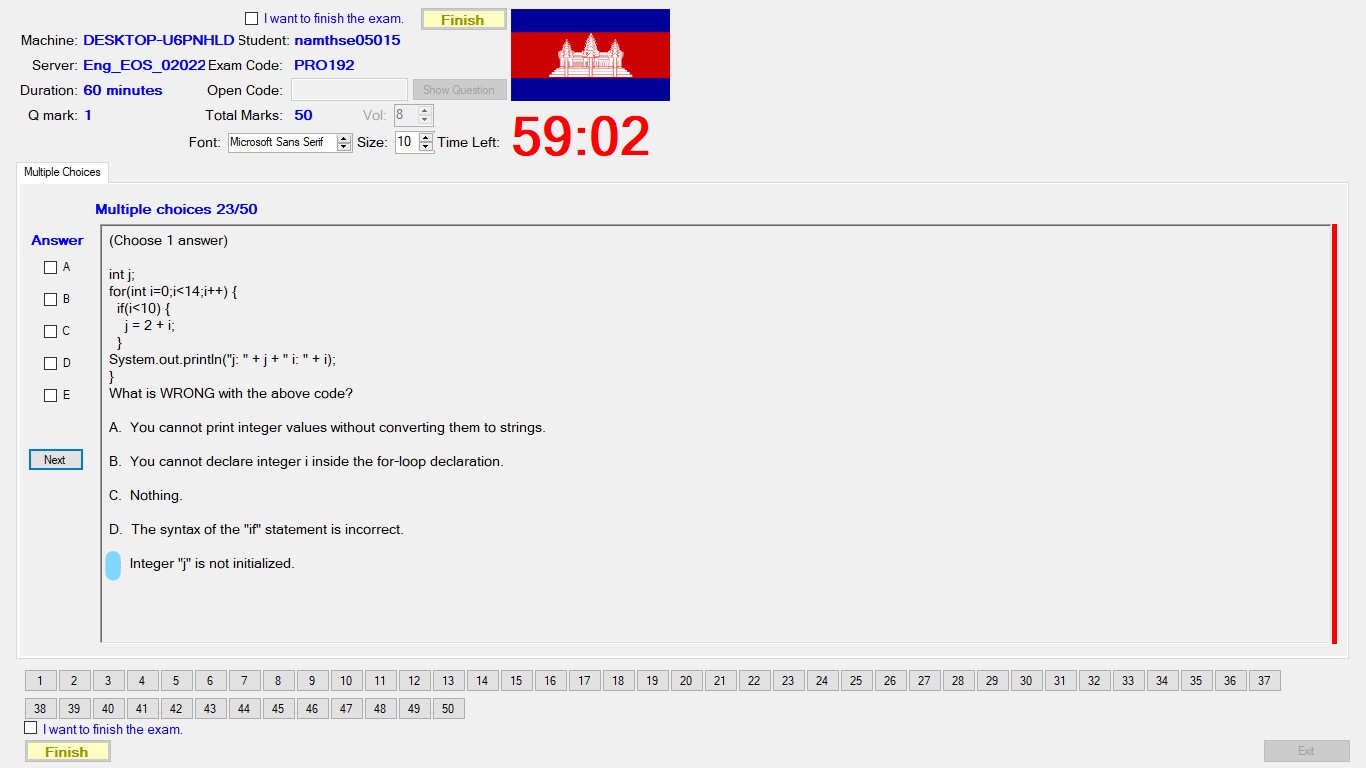 I want to finish the exam.
Finish
Machine: DESKTOP-U6PNHLD Student: namthse05015
Server: Eng_EOS_02022 Exam Code: PRO192
Duration: 60 minutes Open Code: Show Question
Q mark: 1 Total Marks: 50 Vol: 8
Font: Microsoft Sans Serif Size: 10 Time Left: 59:02
Multiple Choices
Multiple choices 23/50
Answer
A
B
C
D
E
Next
(Choose 1 answer)
int j;
for(int i=0;i<14;i++) {
if(i<10) {
j = 2 + i;
}
System.out.println("j: " + j + " i: " + i);
}
What is WRONG with the above code?
A. You cannot print integer values without converting them to strings.
B. You cannot declare integer i inside the for-loop declaration.
C. Nothing.
D. The syntax of the "if" statement is incorrect.
Integer "j" is not initialized.
1 2 3 4 5 6 7 8 9 10 11 12 13 14 15 16 17 18 19 20 21 22 23 24 25 26 27 28 29 30 31 32 33 34 35 36 37
38 39 40 41 42 43 44 45 46 47 48 49 50
I want to finish the exam.
Finish
Exit